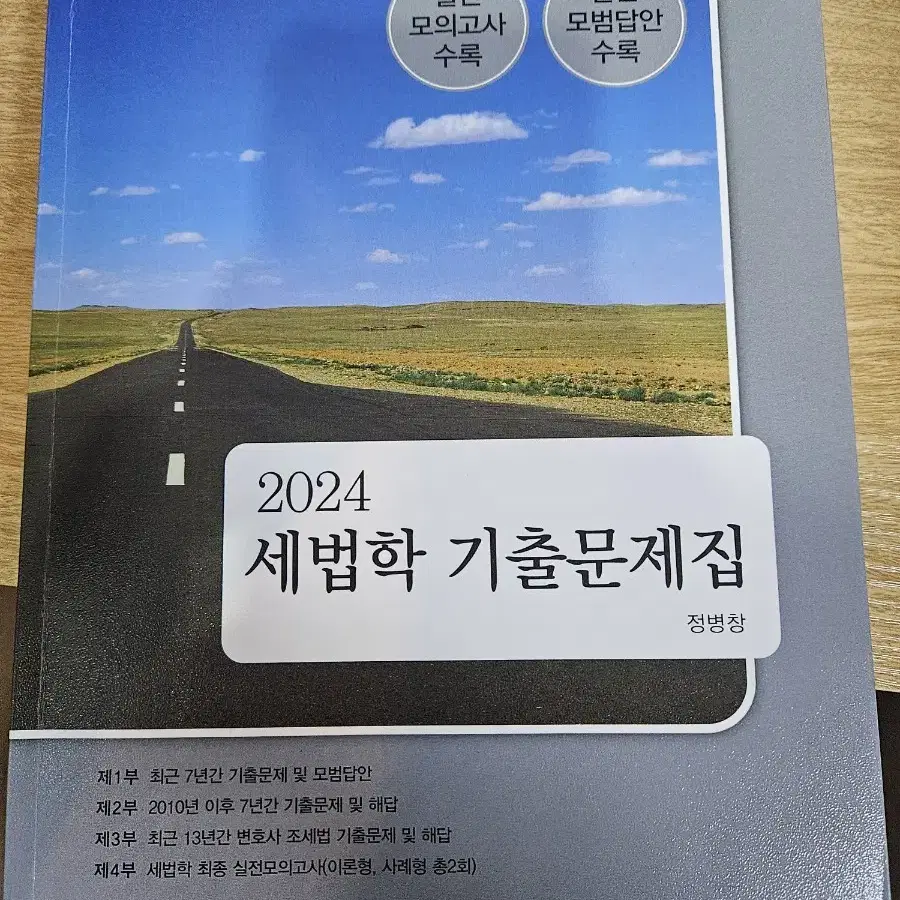 모의고사
수록
모범답안
수록
2024
세법학 기출문제집
정병창
제1부 최근 7년간 기출문제 및 모범답안
제2부 2010년 이후 7년간 기출문제 및 해답
제3부 최근 13년간 변호사 조세법 기출문제 및 해답
제4부 세법학 최종 실전모의고사(이론형, 사례형 총2회)